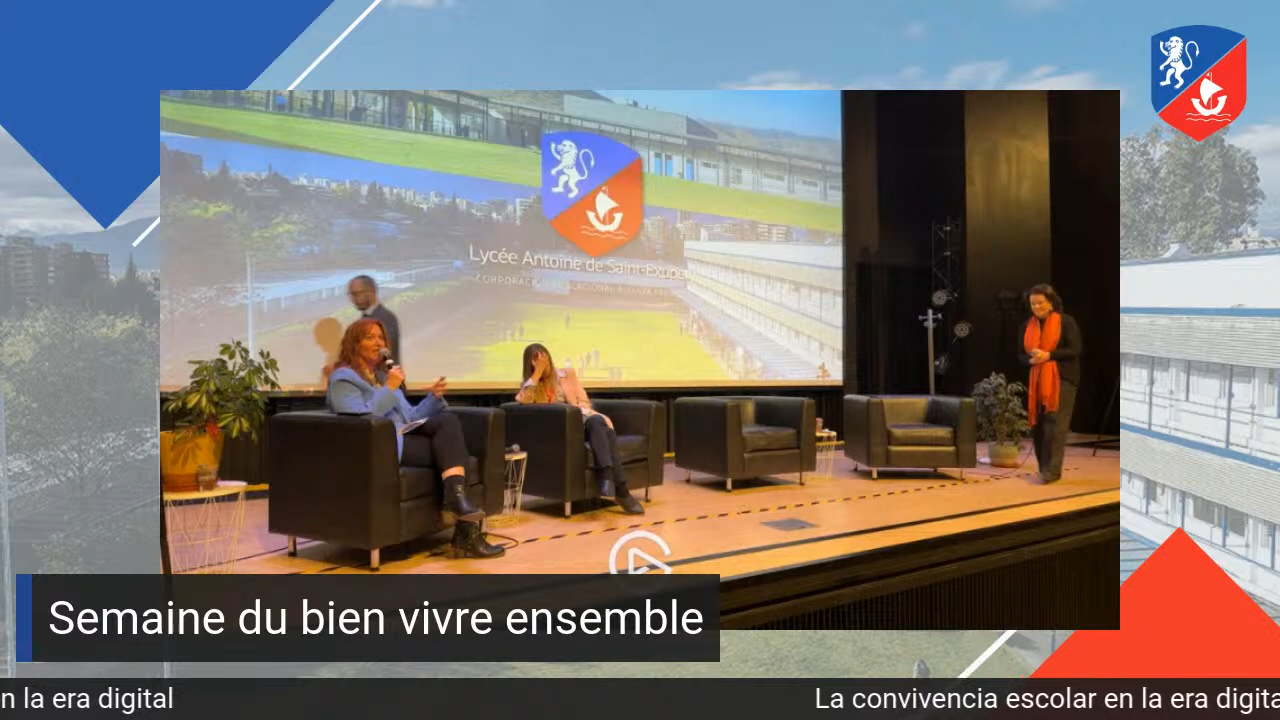 Lycée Antoine de Saint-Exupé
Semaine du bien vivre ensemble
n la era digital
La convivencia escolar en la era digita